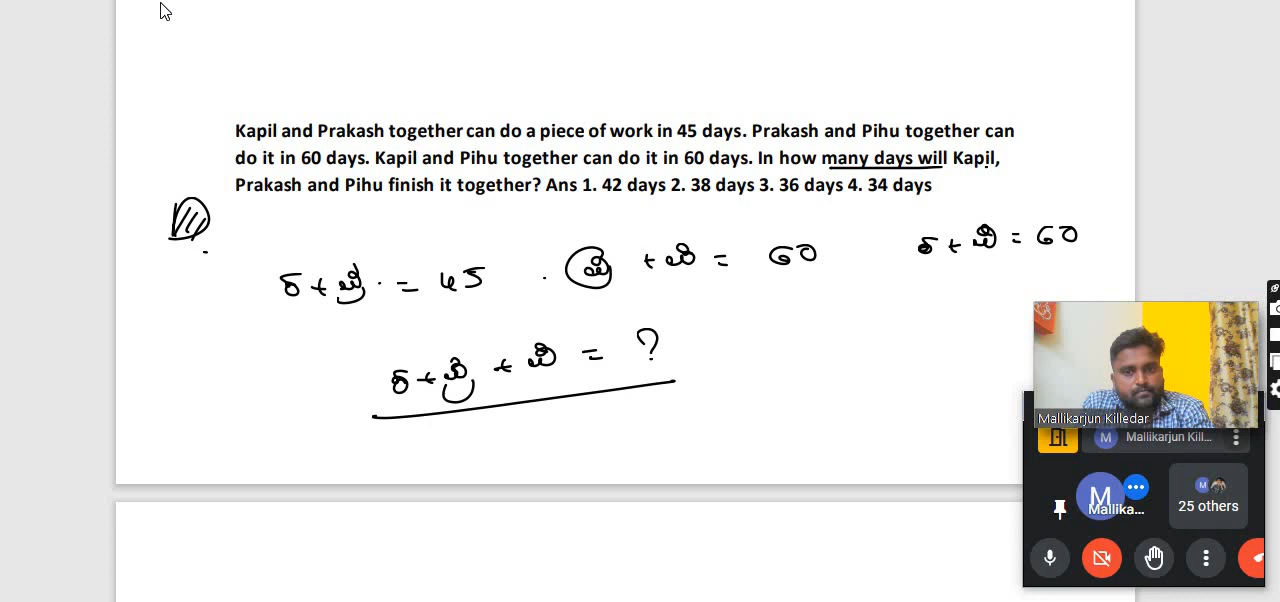 Kapil and Prakash together can do a piece of work in 45 days. Prakash and Pihu together can
do it in 60 days. Kapil and Pihu together can do it in 60 days. In how many days will Kapil,
Prakash and Pihu finish it together? Ans 1. 42 days 2. 38 days 3. 36 days 4. 34 days
ಕ + ಪ್ರ = 45
ಪ್ರ + ಪಿ = 60
ಕ + ಪಿ = 60
ಕ + ಪ್ರ + ಪಿ = ?
Mallikarjun Killedar
M Mallikarjun Kill...
M
Mallika...
M
25 others